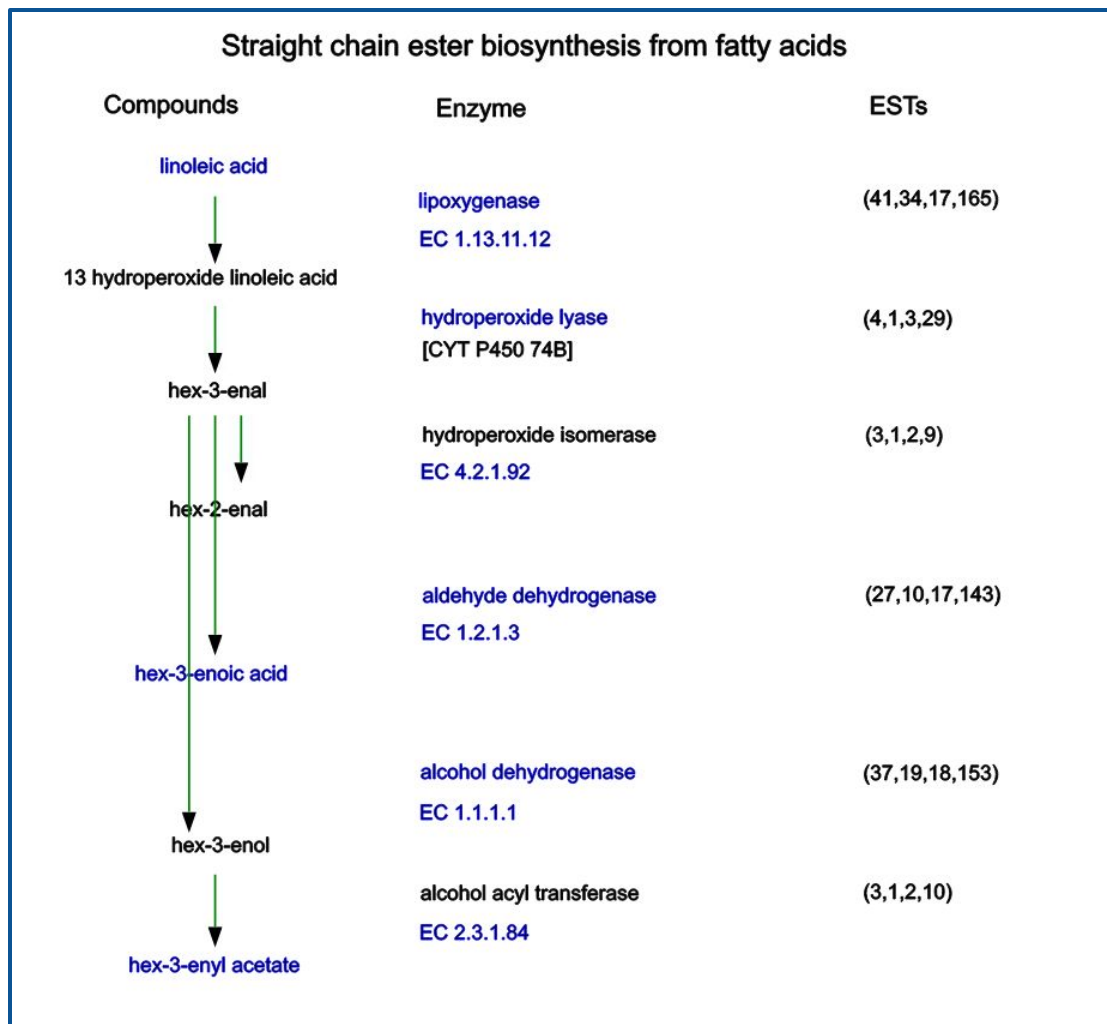 Straight chain ester biosynthesis from fatty acids
Compounds Enzyme ESTs
linoleic acid
lipoxygenase (41,34,17,165)
EC 1.13.11.12
13 hydroperoxide linoleic acid
hydroperoxide lyase (4,1,3,29)
[CYT P450 74B]
hex-3-enal
hydroperoxide isomerase (3,1,2,9)
EC 4.2.1.92
hex-2-enal
aldehyde dehydrogenase (27,10,17,143)
EC 1.2.1.3
hex-3-enoic acid
alcohol dehydrogenase (37,19,18,153)
EC 1.1.1.1
hex-3-enol
alcohol acyl transferase (3,1,2,10)
EC 2.3.1.84
hex-3-enyl acetate